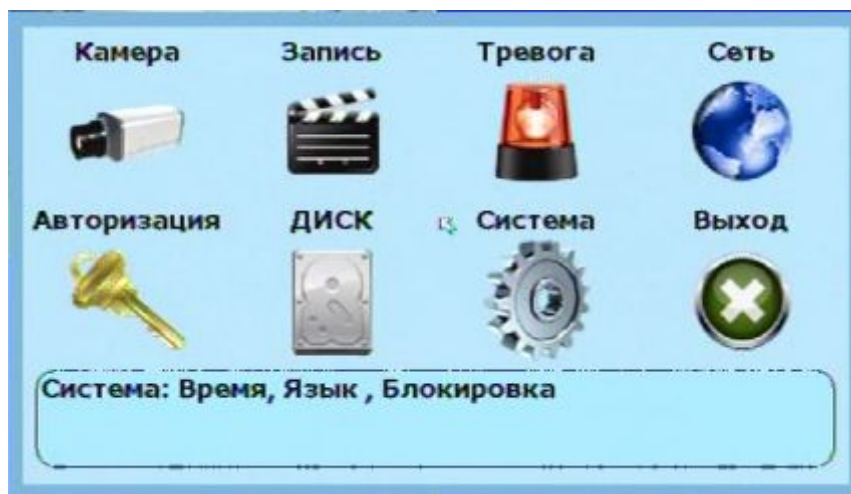 Камера Запись Тревога Сеть
Авторизация ДИСК Система Выход
Система: Время, Язык , Блокировка